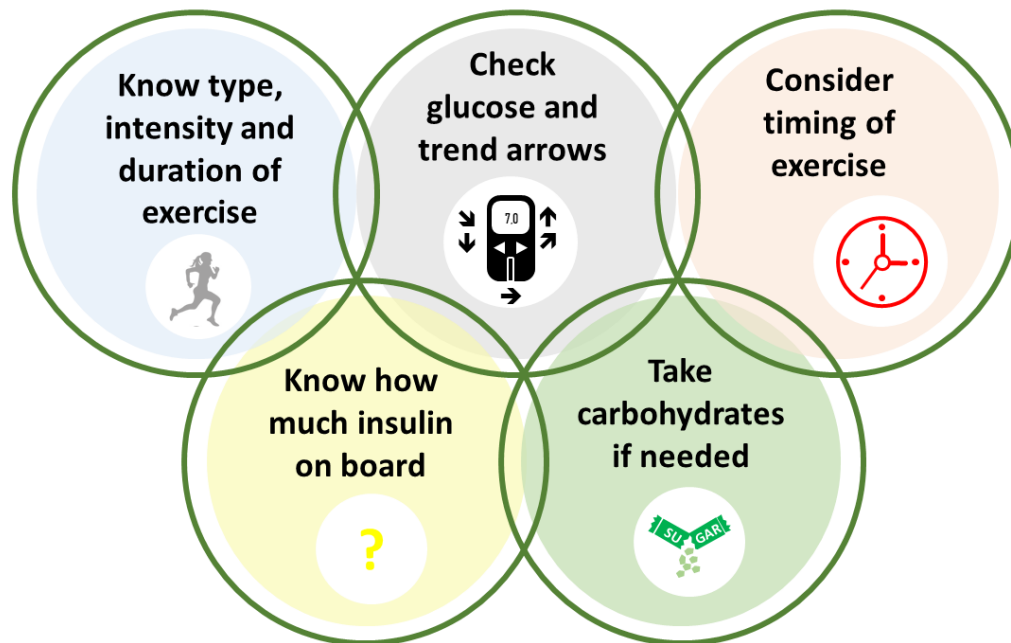 Know type,
intensity and
duration of
exercise
Check
glucose and
trend arrows
7.0
Consider
timing of
exercise
Know how
much insulin
on board
?
Take
carbohydrates
if needed
SU GAR